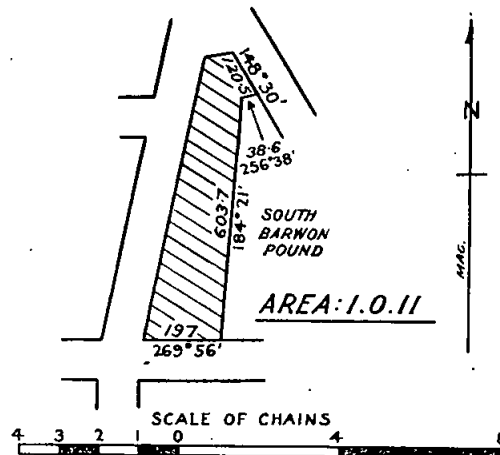 148° 30'
120.5
38.6
256° 38'
603.7
184° 21'
SOUTH
BARWON
POUND
N
MAG.
AREA: 1.0.11
197
269° 56'
SCALE OF CHAINS
4 3 2 1 0 4 8